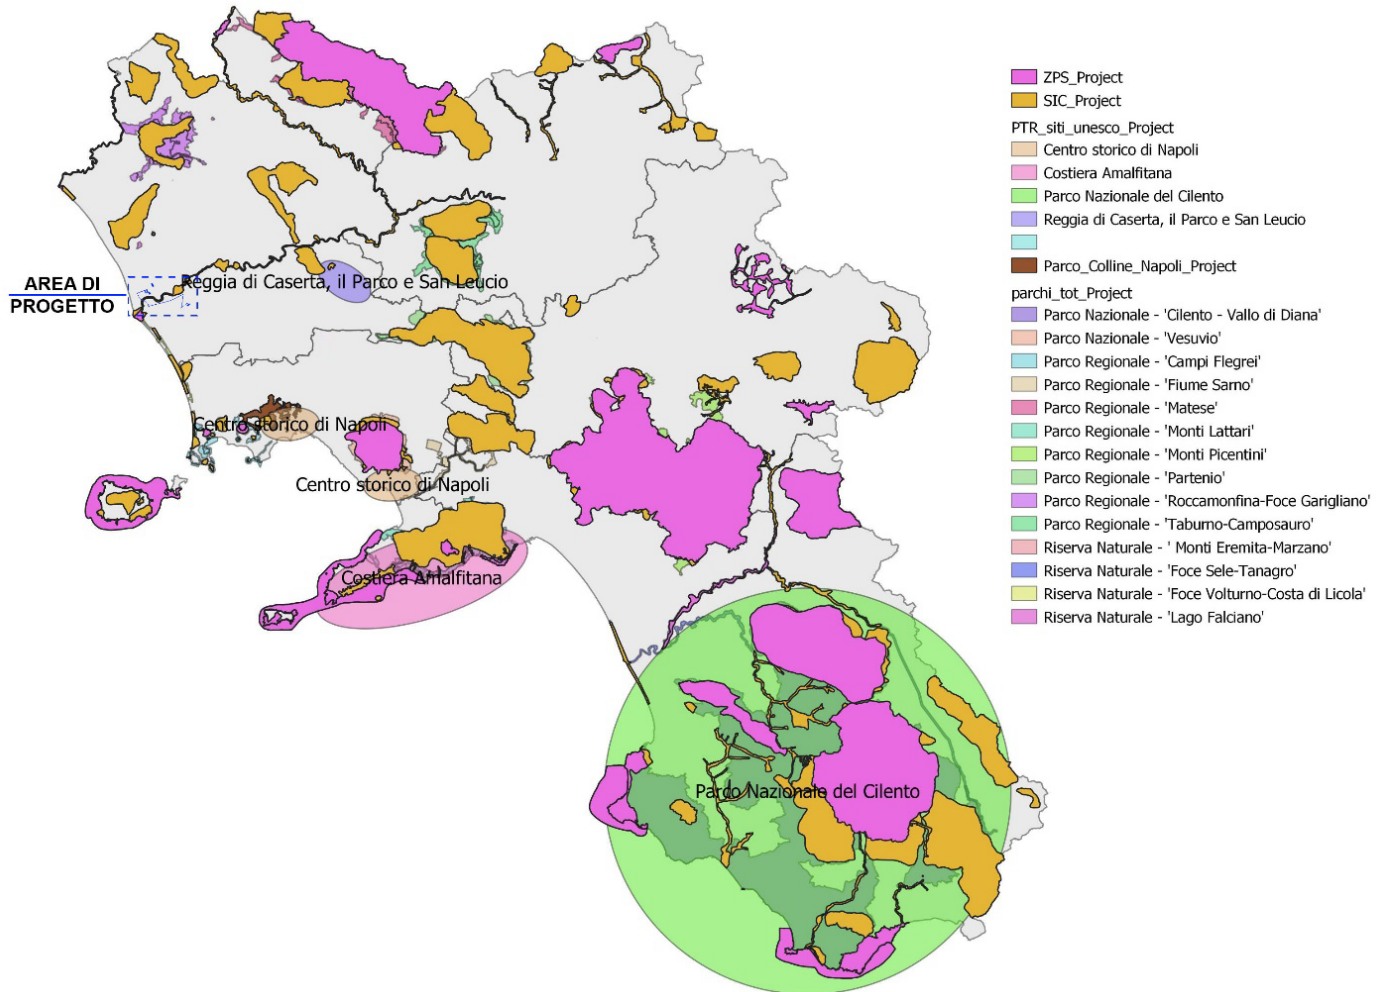 ZPS_Project
SIC_Project
PTR_siti_unesco_Project
Centro storico di Napoli
Costiera Amalfitana
Parco Nazionale del Cilento
Reggia di Caserta, il Parco e San Leucio
Parco_Colline_Napoli_Project
parchi_tot_Project
Parco Nazionale - 'Cilento - Vallo di Diana'
Parco Nazionale - 'Vesuvio'
Parco Regionale - 'Campi Flegrei'
Parco Regionale - 'Fiume Sarno'
Parco Regionale - 'Matese'
Parco Regionale - 'Monti Lattari'
Parco Regionale - 'Monti Picentini'
Parco Regionale - 'Partenio'
Parco Regionale - 'Roccamonfina-Foce Garigliano'
Parco Regionale - 'Taburno-Camposauro'
Riserva Naturale - ' Monti Eremita-Marzano'
Riserva Naturale - 'Foce Sele-Tanagro'
Riserva Naturale - 'Foce Volturno-Costa di Licola'
Riserva Naturale - 'Lago Falciano'
AREA DI
PROGETTO
Reggia di Caserta, il Parco e San Leucio
Centro storico di Napoli
Centro storico di Napoli
Costiera Amalfitana
Parco Nazionale del Cilento